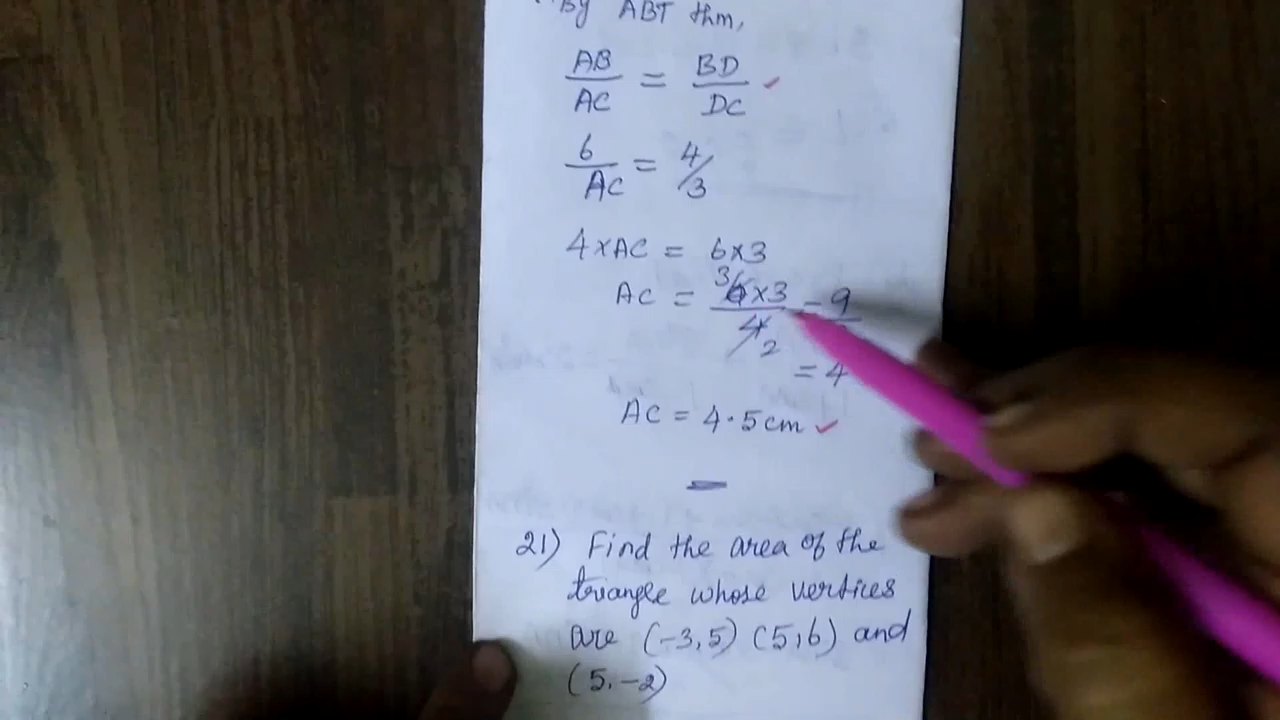 By ABT thm,
AB/AC = BD/DC
6/AC = 4/3
4×AC = 6×3
AC = 6×3/4 = 9
3 2
= 4
AC = 4.5cm
21) Find the area of the
triangle whose vertices
are (-3,5) (5,6) and
(5,-2)